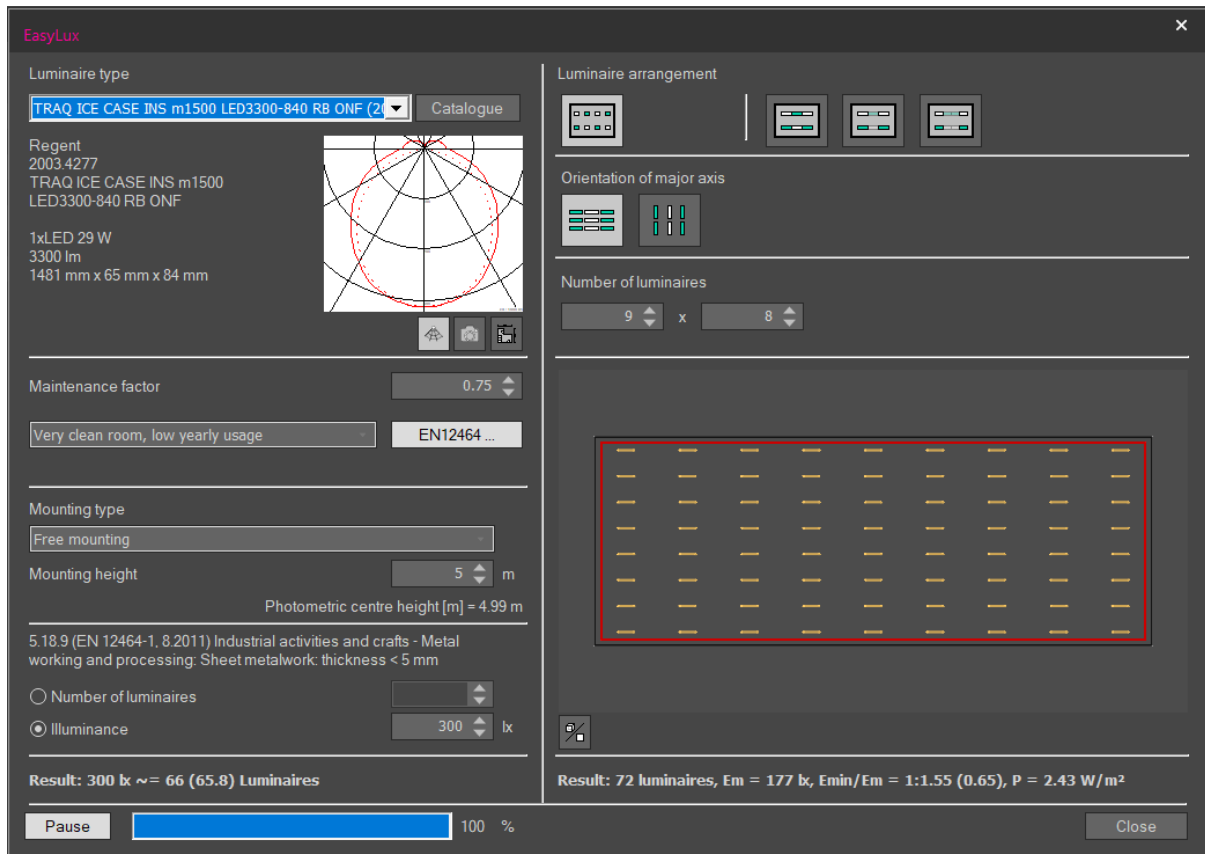 EasyLux
Luminaire type
TRAQ ICE CASE INS m1500 LED3300-840 RB ONF (20
Catalogue
Regent
2003.4277
TRAQ ICE CASE INS m1500
LED3300-840 RB ONF
1xLED 29 W
3300 lm
1481 mm x 65 mm x 84 mm
Maintenance factor
0.75
Very clean room, low yearly usage
EN12464 ...
Mounting type
Free mounting
Mounting height
5 m
Photometric centre height [m] = 4.99 m
5.18.9 (EN 12464-1, 8.2011) Industrial activities and crafts - Metal
working and processing: Sheet metalwork: thickness < 5 mm
Number of luminaires
Illuminance
300 lx
Result: 300 lx ~= 66 (65.8) Luminaires
Luminaire arrangement
Orientation of major axis
Number of luminaires
9 x 8
Result: 72 luminaires, Em = 177 lx, Emin/Em = 1:1.55 (0.65), P = 2.43 W/m²
Pause
100 %
Close